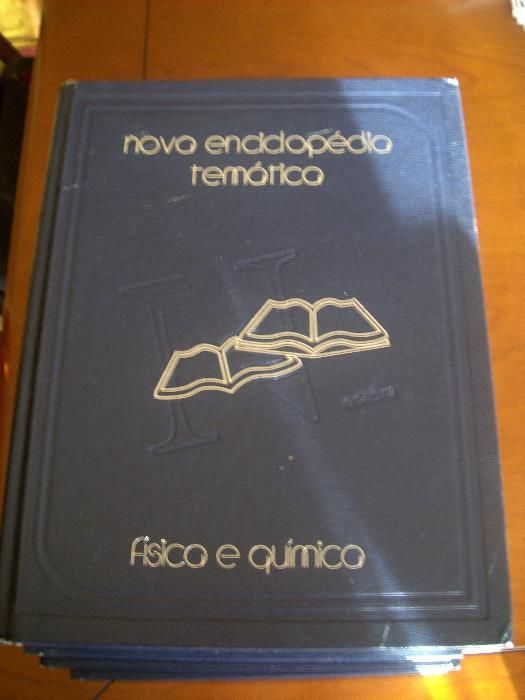 nova enciclopédia
temática
N
física e química